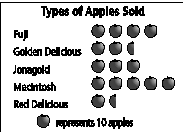 Types of Apples Sold
Fuji
Golden Delicious
Jonagold
Macintosh
Red Delicious
represents 10 apples